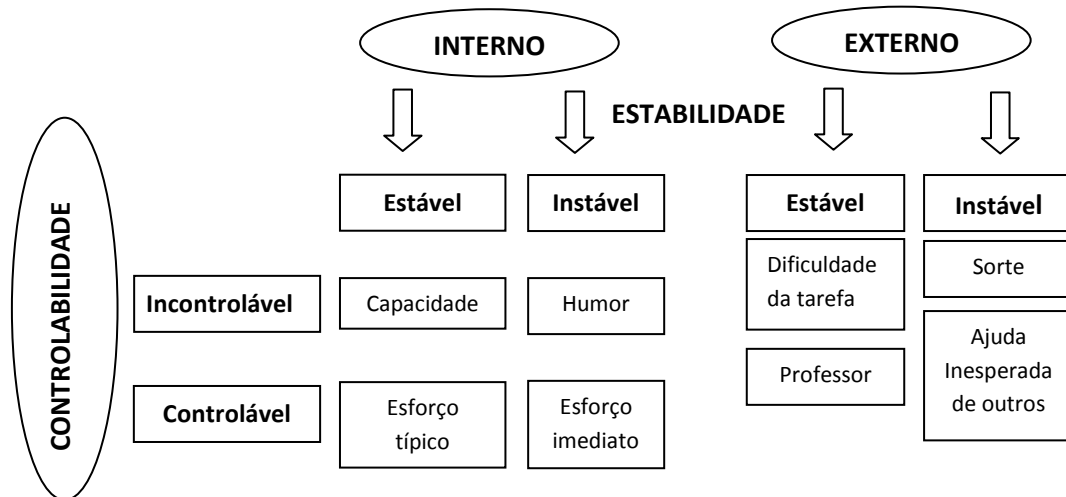 INTERNO
EXTERNO
ESTABILIDADE
CONTROLABILIDADE
Estável
Instável
Estável
Instável
Incontrolável
Capacidade
Humor
Dificuldade
da tarefa
Sorte
Controlável
Esforço
típico
Esforço
imediato
Professor
Ajuda
Inesperada
de outros